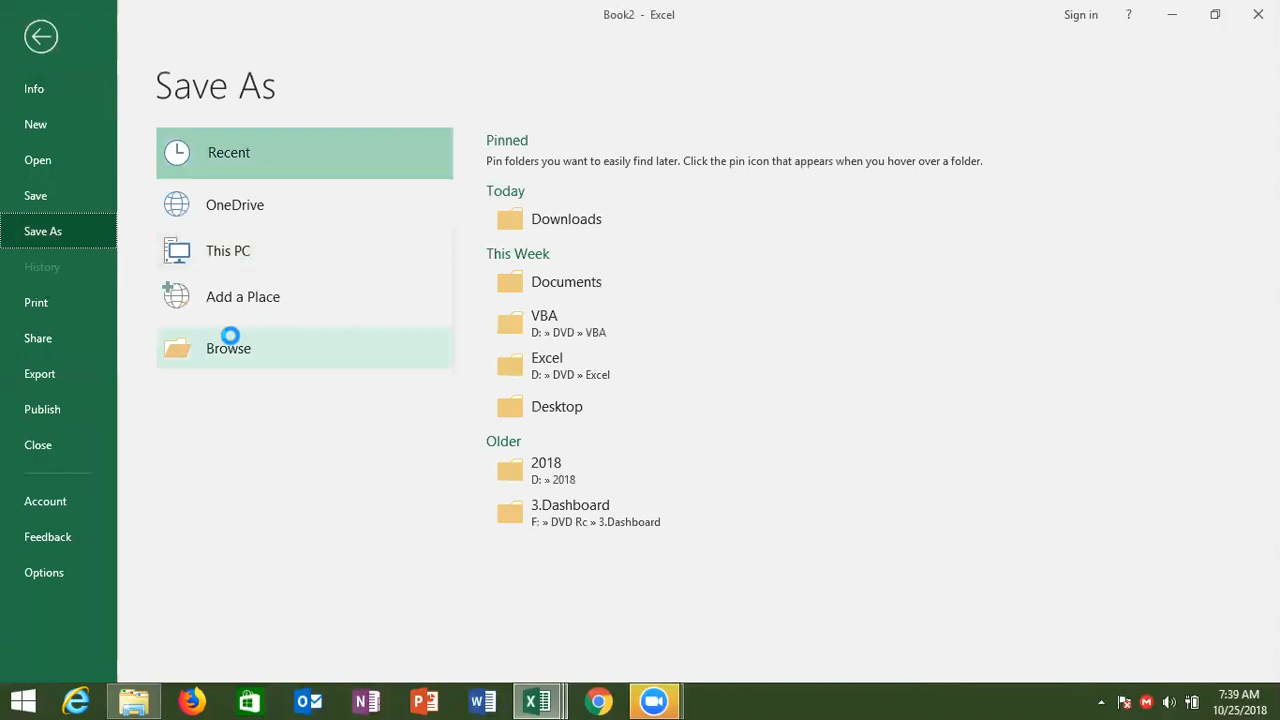 Book2 - Excel
Sign in
?
Save As
Info
New
Open
Save
Save As
History
Print
Share
Export
Publish
Close
Account
Feedback
Options
Recent
OneDrive
This PC
Add a Place
Browse
Pinned
Pin folders you want to easily find later. Click the pin icon that appears when you hover over a folder.
Today
Downloads
This Week
Documents
VBA
D: » DVD » VBA
Excel
D: » DVD » Excel
Desktop
Older
2018
D: » 2018
3.Dashboard
F: » DVD Rc » 3.Dashboard
7:39 AM
10/25/2018